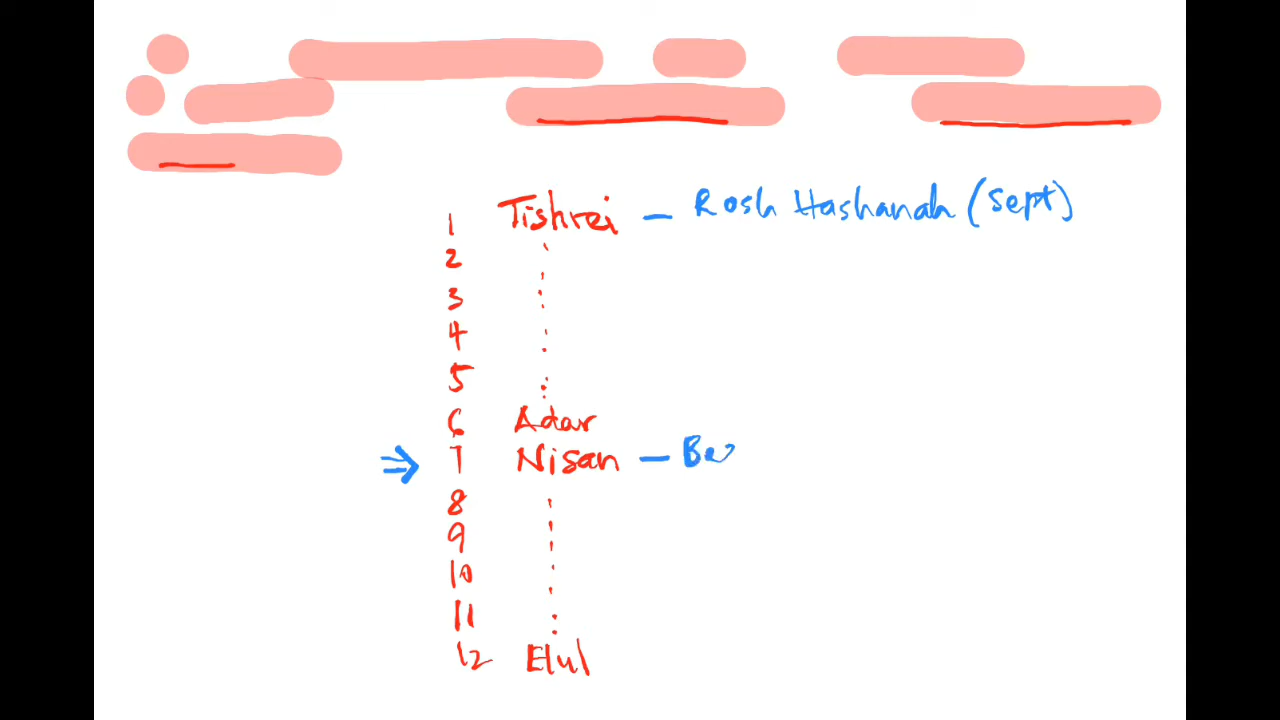 1 Tishrei — Rosh Hashanah (Sept)
2
3
4
5
6 Adar
⇒ 7 Nisan — Be
8
9
10
11
12 Elul